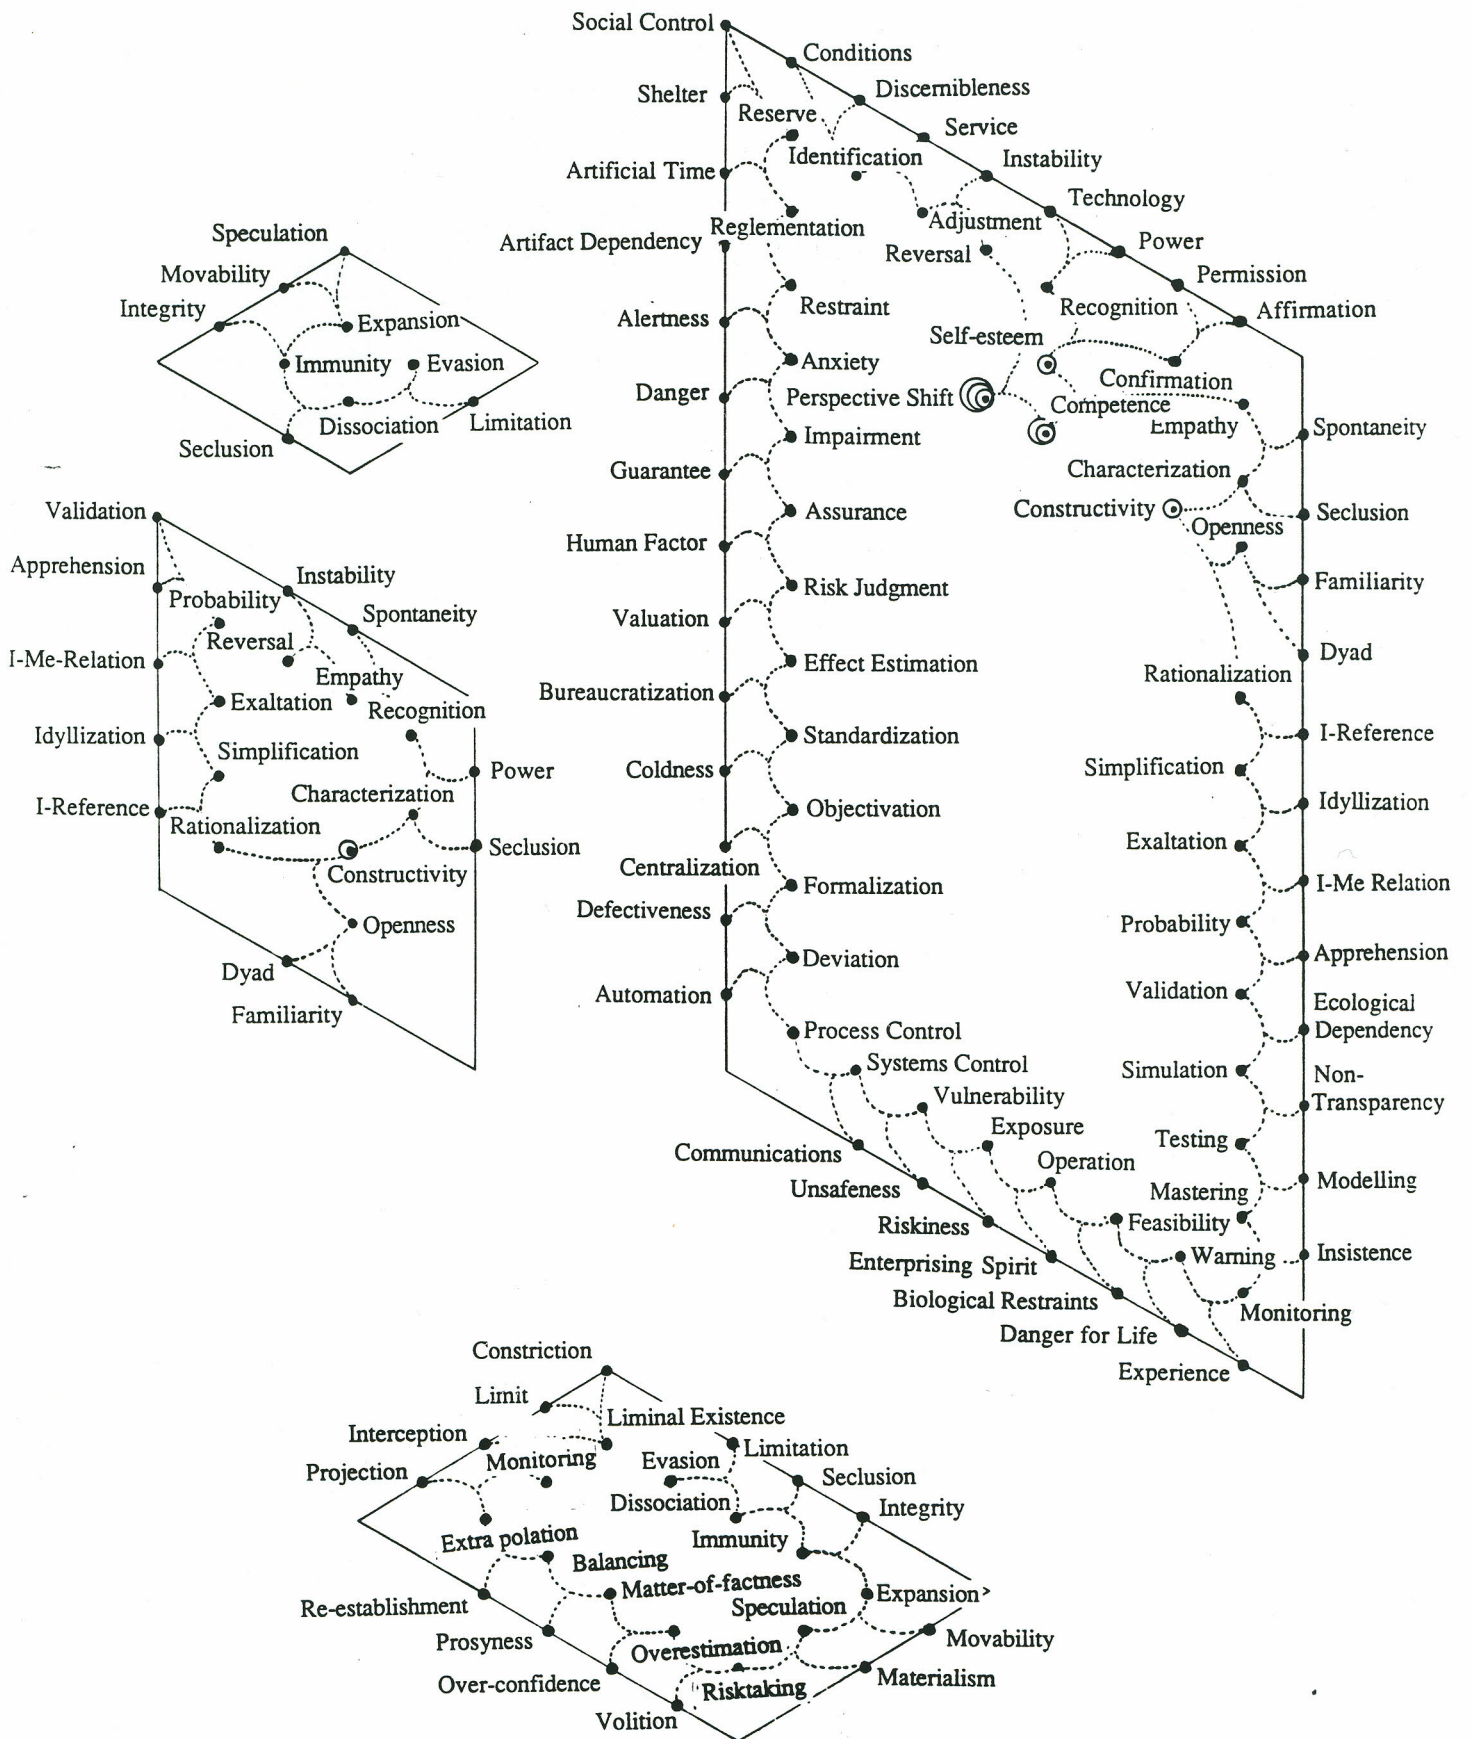 Speculation
Movability
Integrity
Expansion
Immunity
Evasion
Dissociation
Limitation
Seclusion
Validation
Apprehension
Instability
Probability
Spontaneity
Reversal
I-Me-Relation
Empathy
Exaltation
Recognition
Idyllization
Simplification
Power
Characterization
I-Reference
Rationalization
Seclusion
Constructivity
Openness
Dyad
Familiarity
Social Control
Conditions
Shelter
Discernibleness
Reserve
Service
Identification
Instability
Artificial Time
Technology
Reglementation
Adjustment
Artifact Dependency
Power
Reversal
Permission
Restraint
Recognition
Affirmation
Alertness
Self-esteem
Anxiety
Confirmation
Danger
Perspective Shift
Competence
Empathy
Spontaneity
Impairment
Guarantee
Characterization
Assurance
Constructivity
Seclusion
Openness
Human Factor
Risk Judgment
Familiarity
Valuation
Effect Estimation
Dyad
Rationalization
Bureaucratization
Standardization
I-Reference
Coldness
Simplification
Objectivation
Idyllization
Centralization
Exaltation
Formalization
I-Me Relation
Defectiveness
Probability
Deviation
Apprehension
Automation
Validation
Ecological
Dependency
Process Control
Systems Control
Simulation
Non-
Transparency
Vulnerability
Exposure
Testing
Communications
Operation
Modelling
Unsafeness
Mastering
Riskiness
Feasibility
Enterprising Spirit
Warning
Insistence
Biological Restraints
Monitoring
Danger for Life
Experience
Constriction
Limit
Liminal Existence
Interception
Monitoring
Limitation
Projection
Evasion
Seclusion
Dissociation
Integrity
Extra polation
Immunity
Balancing
Matter-of-factness
Expansion
Re-establishment
Speculation
Prosyness
Overestimation
Movability
Over-confidence
Risktaking
Materialism
Volition